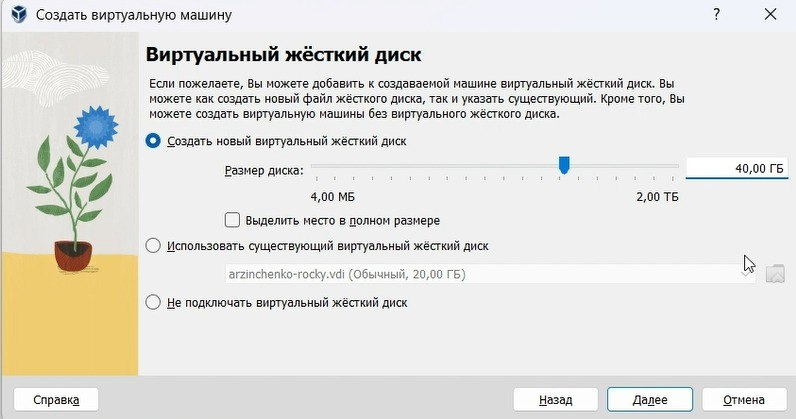 Создать виртуальную машину
Виртуальный жёсткий диск
Если пожелаете, Вы можете добавить к создаваемой машине виртуальный жёсткий диск. Вы
можете как создать новый файл жёсткого диска, так и указать существующий. Кроме того, Вы
можете создать виртуальную машины без виртуального жёсткого диска.
Создать новый виртуальный жёсткий диск
Размер диска:
40,00 ГБ
4,00 МБ
2,00 ТБ
Выделить место в полном размере
Использовать существующий виртуальный жёсткий диск
arzinchenko-rocky.vdi (Обычный, 20,00 ГБ)
Не подключать виртуальный жёсткий диск
Справка
Назад
Далее
Отмена